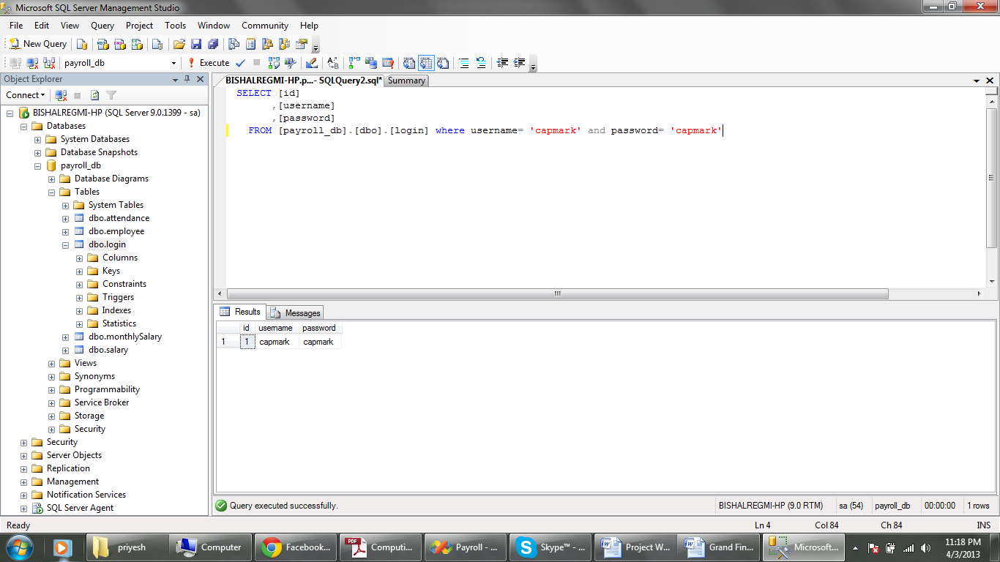 Microsoft SQL Server Management Studio
File Edit View Query Project Tools Window Community Help
New Query
payroll_db Execute
Object Explorer
Connect
BISHALREGMI-HP (SQL Server 9.0.1399 - sa)
Databases
System Databases
Database Snapshots
payroll_db
Database Diagrams
Tables
System Tables
dbo.attendance
dbo.employee
dbo.login
Columns
Keys
Constraints
Triggers
Indexes
Statistics
dbo.monthlySalary
dbo.salary
Views
Synonyms
Programmability
Service Broker
Storage
Security
Security
Server Objects
Replication
Management
Notification Services
SQL Server Agent
BISHALREGMI-HP.p...- SQLQuery2.sql* Summary
SELECT [id]
,[username]
,[password]
FROM [payroll_db].[dbo].[login] where username= 'capmark' and password= 'capmark'
Results Messages
id username password
1 1 capmark capmark
Query executed successfully. BISHALREGMI-HP (9.0 RTM) sa (54) payroll_db 00:00:00 1 rows
Ready Ln 4 Col 84 Ch 84 INS
priyesh Computer Facebook... Computi... Payroll - ... Skype™ - ... Project W... Grand Fin... Microsoft...
11:18 PM
4/3/2013